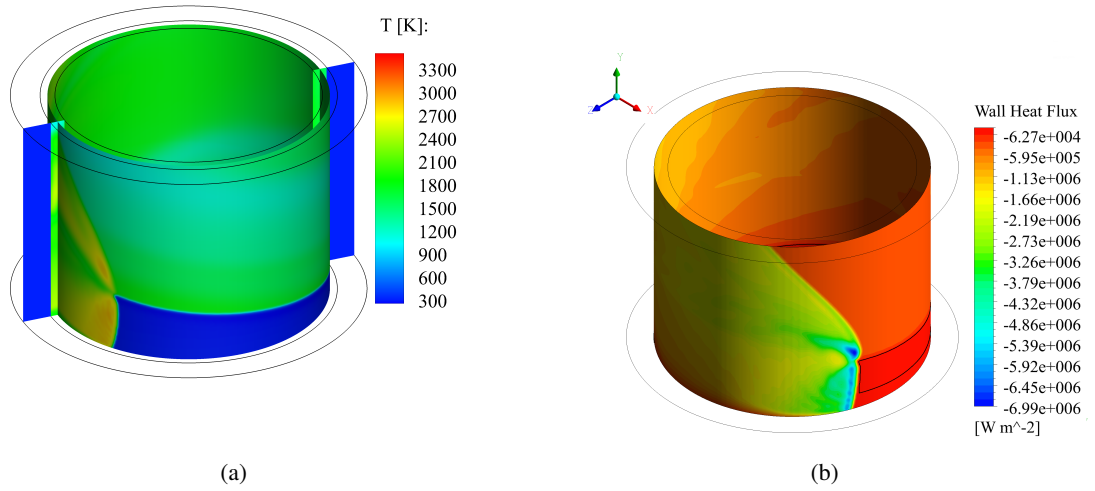 T [K]:
3300
3000
2700
2400
2100
1800
1500
1200
900
600
300
(a)
Y
Z
X
Wall Heat Flux
-6.27e+004
-5.95e+005
-1.13e+006
-1.66e+006
-2.19e+006
-2.73e+006
-3.26e+006
-3.79e+006
-4.32e+006
-4.86e+006
-5.39e+006
-5.92e+006
-6.45e+006
-6.99e+006
[W m^-2]
(b)